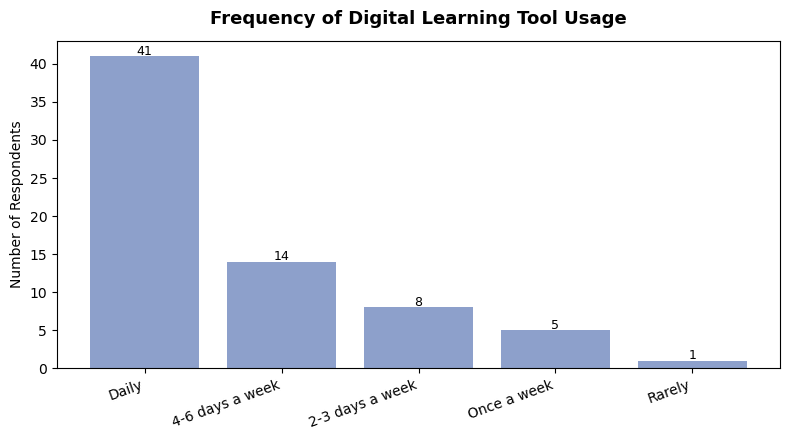 Frequency of Digital Learning Tool Usage
Number of Respondents
40
35
30
25
20
15
10
5
0
41
14
8
5
1
Daily
4-6 days a week
2-3 days a week
Once a week
Rarely